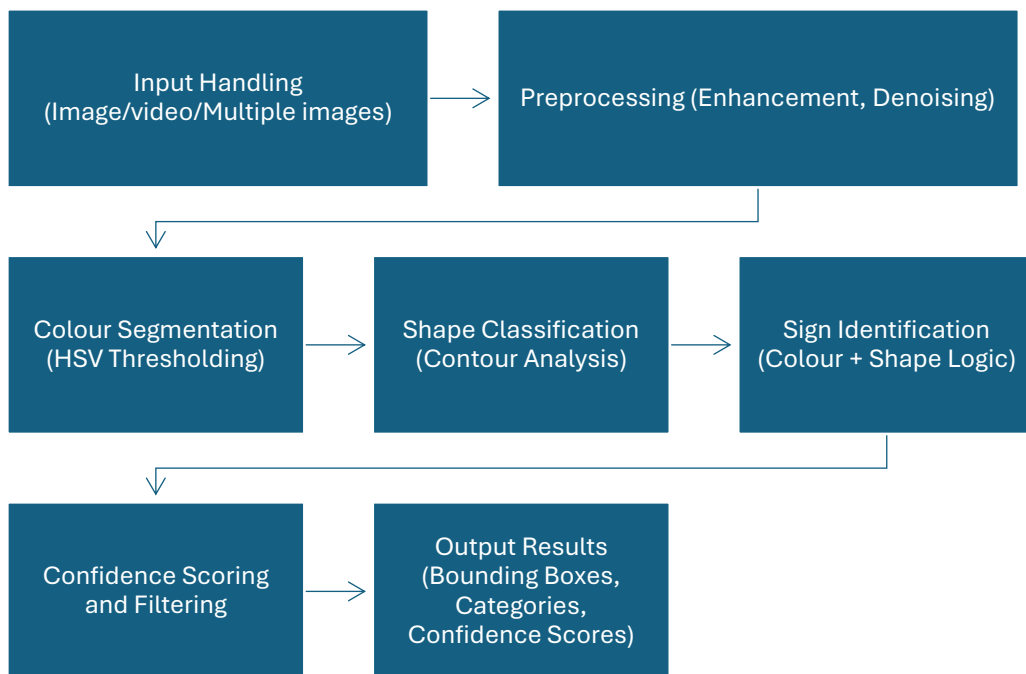 Input Handling
(Image/video/Multiple images)
Preprocessing (Enhancement, Denoising)
Colour Segmentation
(HSV Thresholding)
Shape Classification
(Contour Analysis)
Sign Identification
(Colour + Shape Logic)
Confidence Scoring
and Filtering
Output Results
(Bounding Boxes,
Categories,
Confidence Scores)